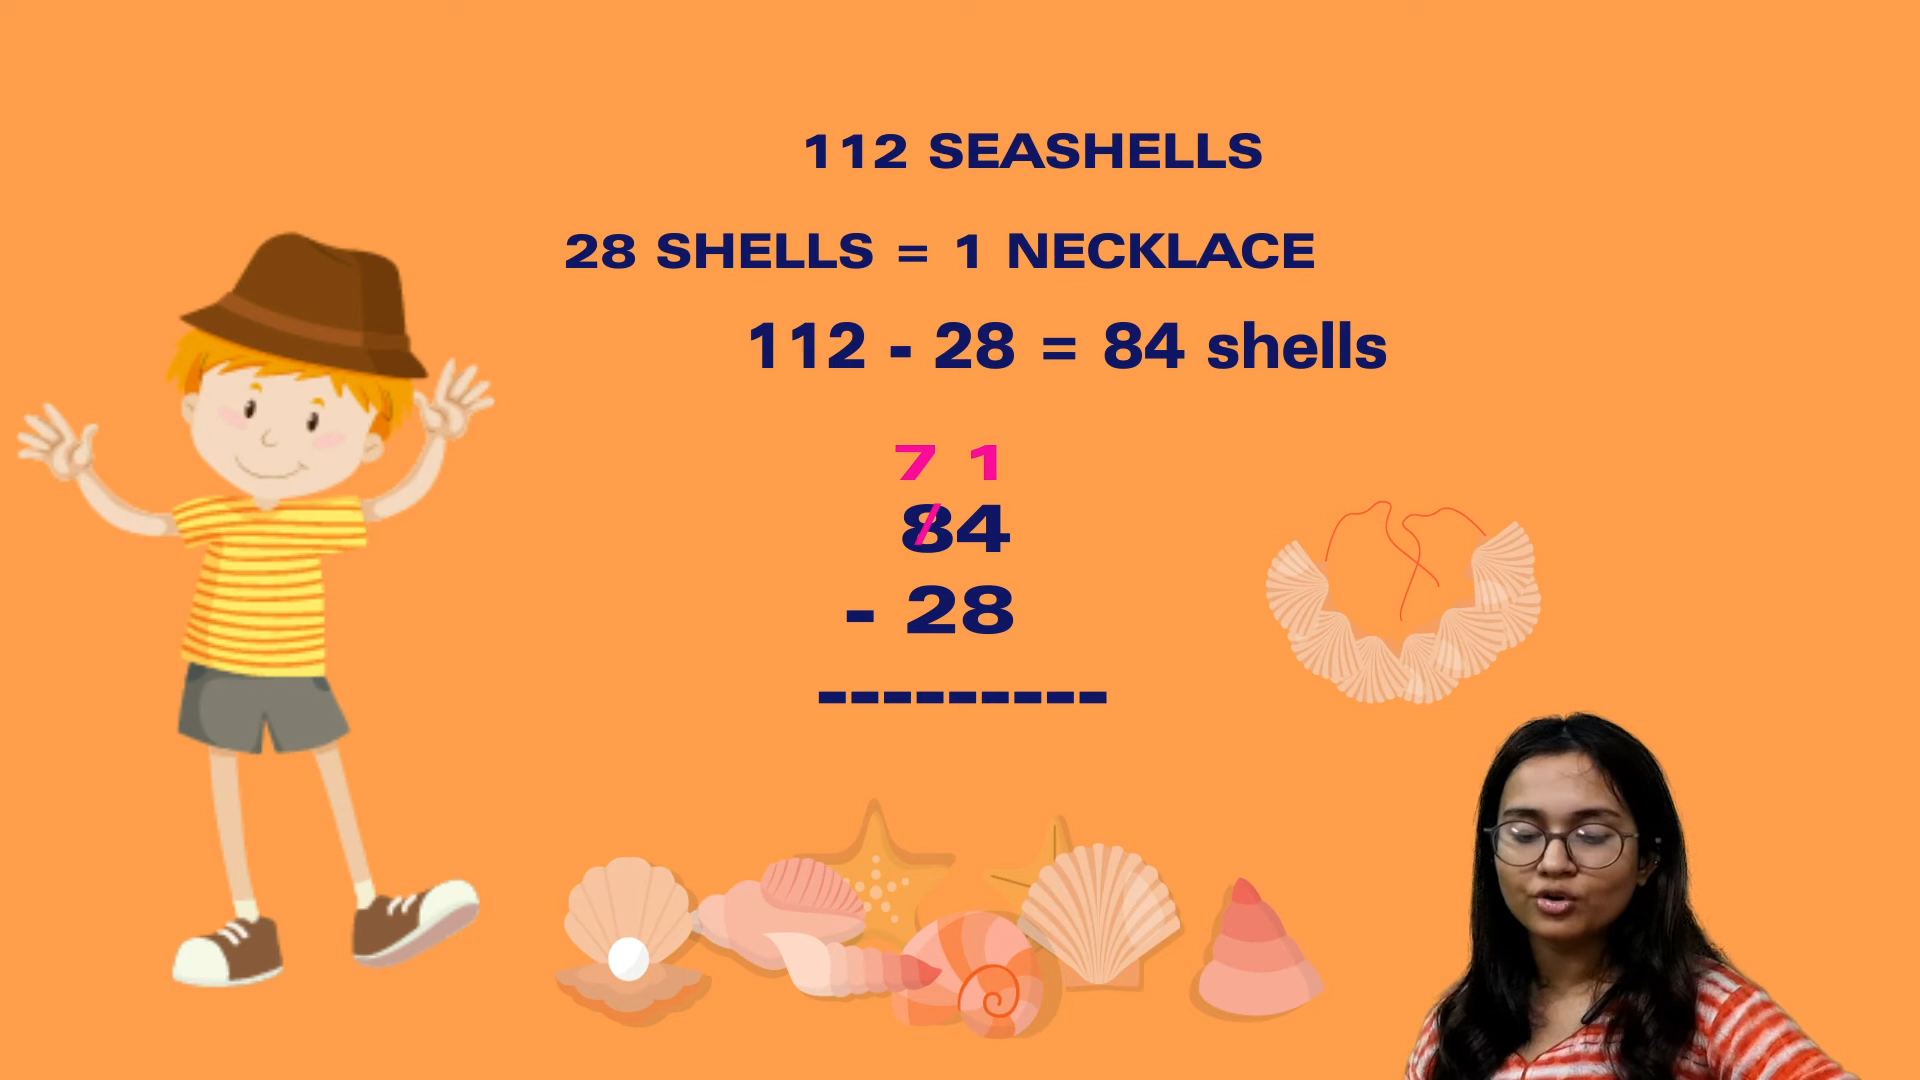 112 SEASHELLS
28 SHELLS = 1 NECKLACE
112 - 28 = 84 shells
7 1
84
- 28
---------